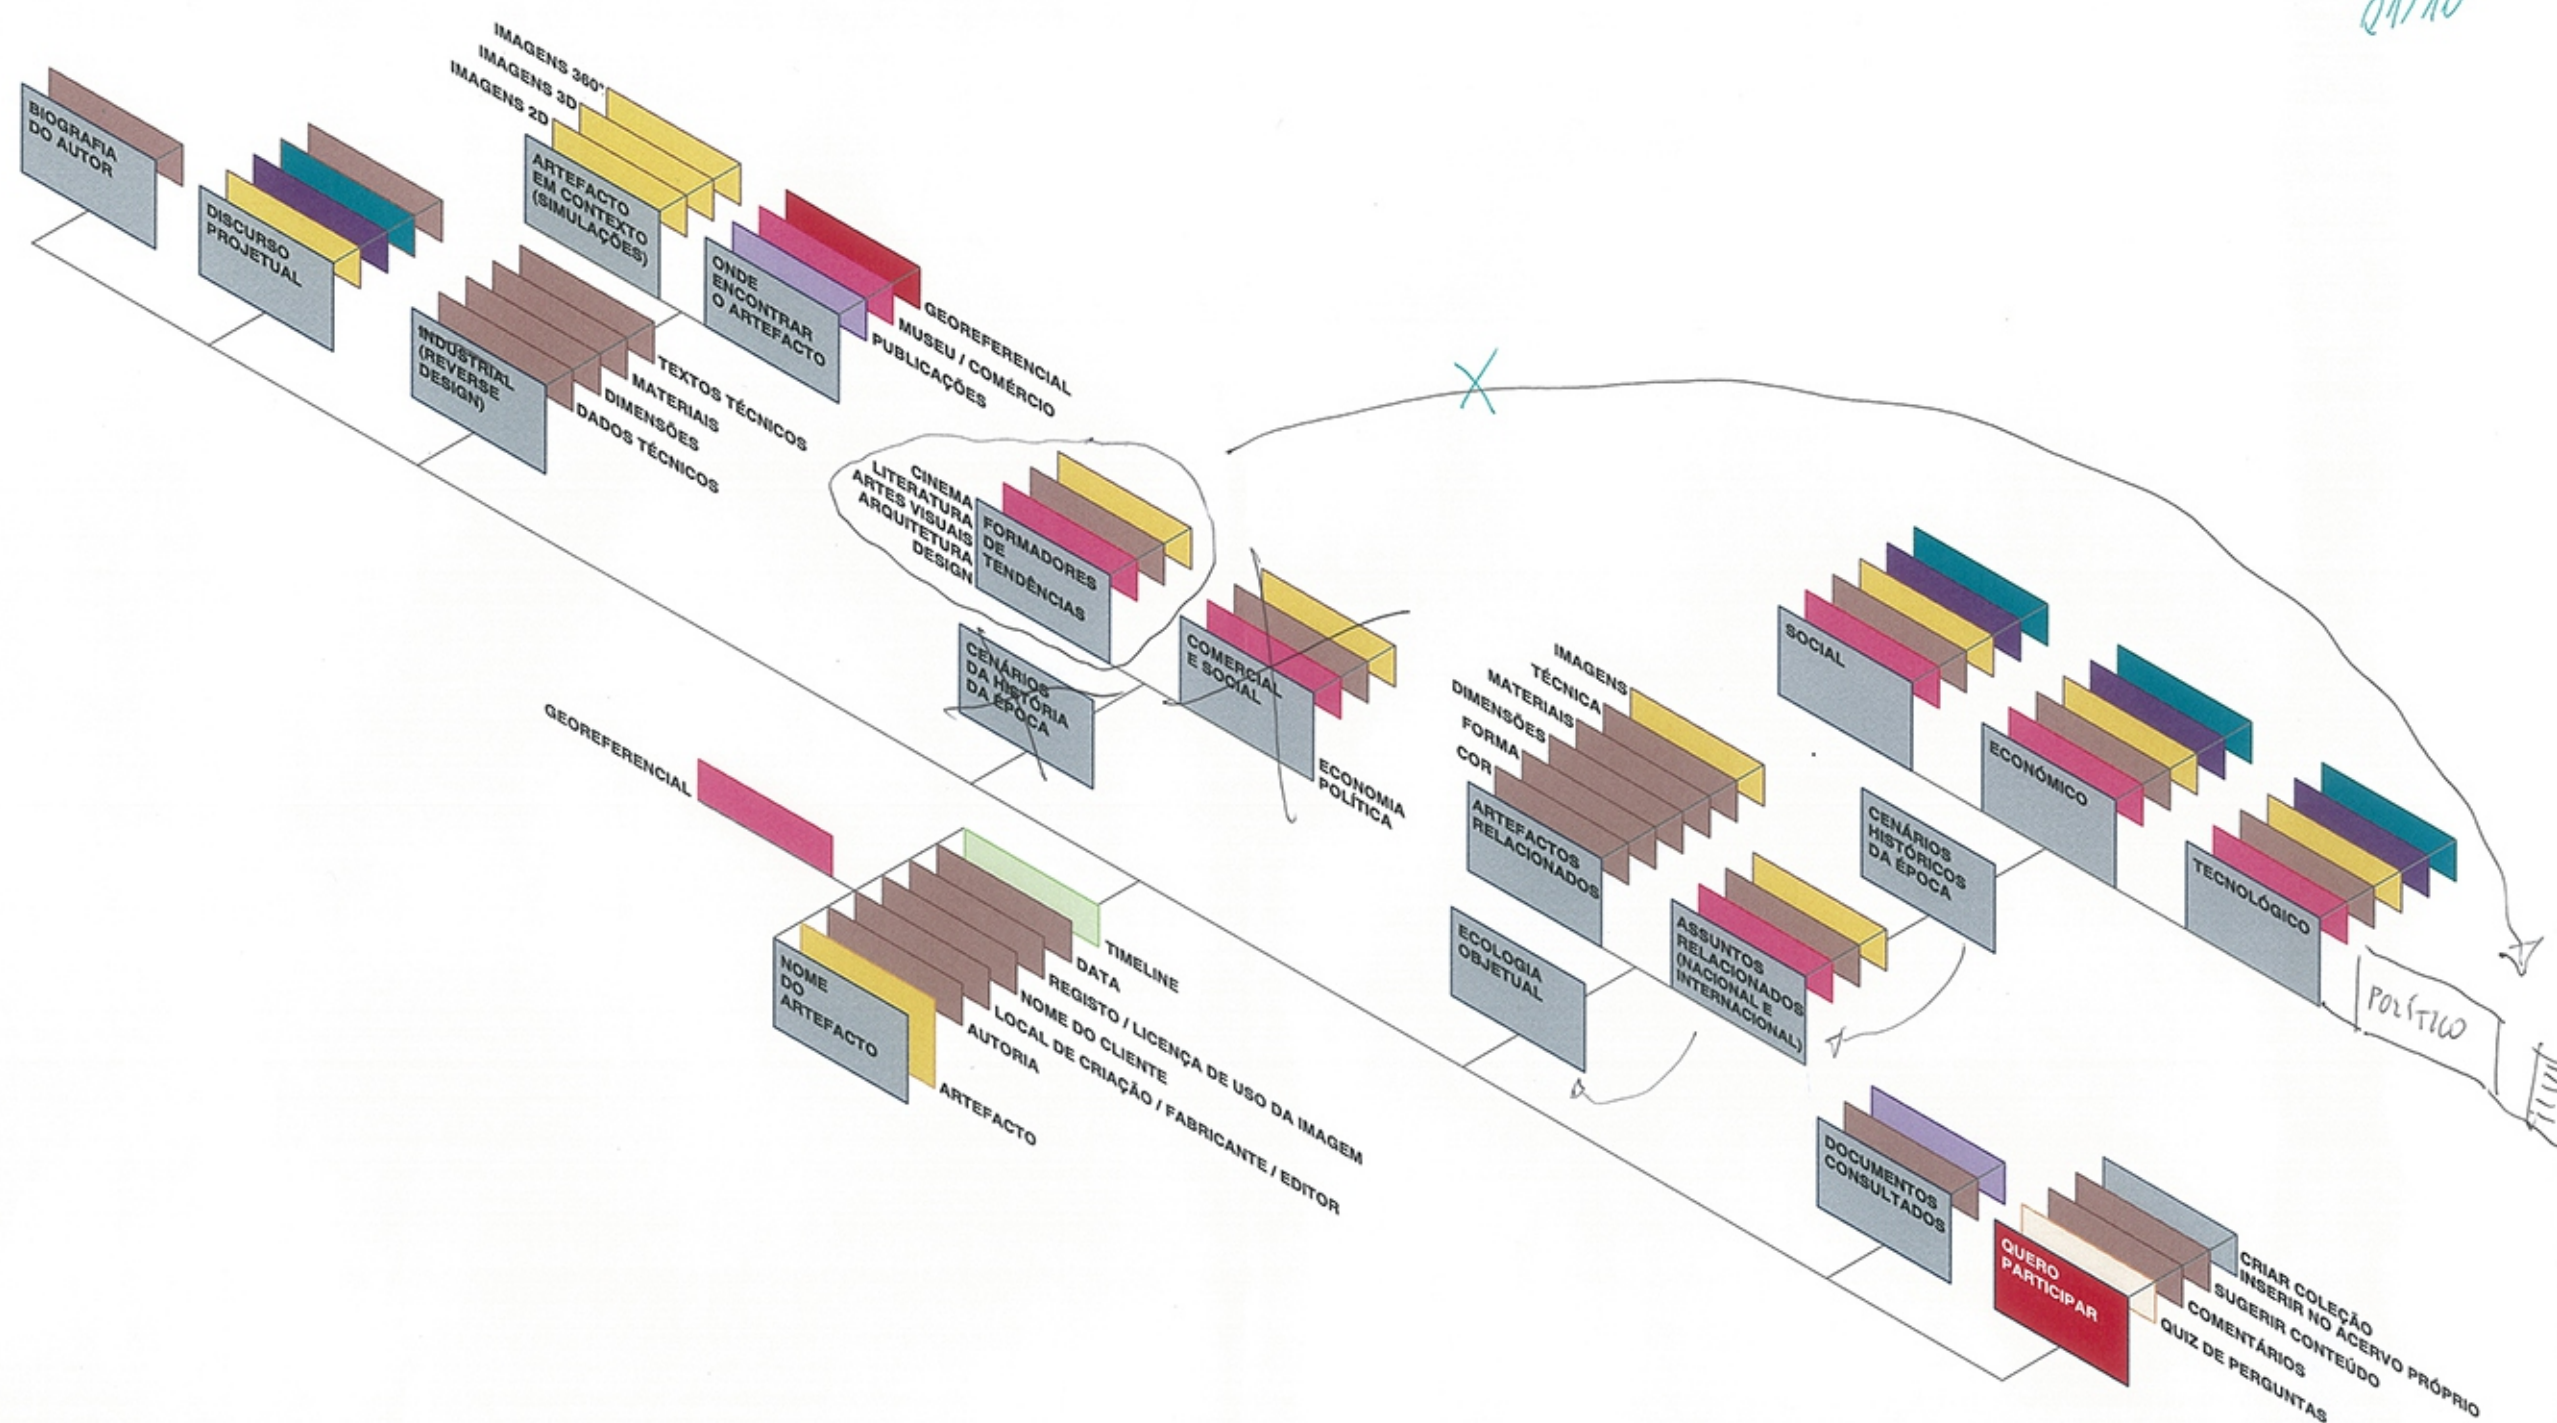 IMAGENS 360°
IMAGENS 3D
IMAGENS 2D
BIOGRAFIA
DO AUTOR
DISCURSO
PROJETUAL
ARTEFACTO
EM CONTEXTO
(SIMULAÇÕES)
ONDE
ENCONTRAR
O ARTEFACTO
GEOREFERENCIAL
MUSEU / COMÉRCIO
PUBLICAÇÕES
INDUSTRIAL
(REVERSE
DESIGN)
TEXTOS TÉCNICOS
MATERIAIS
DIMENSÕES
DADOS TÉCNICOS
CINEMA
LITERATURA
ARTES VISUAIS
ARQUITETURA
DESIGN
FORMADORES
DE
TENDÊNCIAS
CENÁRIOS
DA HISTÓRIA
DA ÉPOCA
COMERCIAL
E SOCIAL
ECONOMIA
POLÍTICA
GEOREFERENCIAL
NOME
DO
ARTEFACTO
TIMELINE
DATA
REGISTO / LICENÇA DE USO DA IMAGEM
NOME DO CLIENTE
LOCAL DE CRIAÇÃO / FABRICANTE / EDITOR
AUTORIA
ARTEFACTO
IMAGENS
TÉCNICA
MATERIAIS
DIMENSÕES
FORMA
COR
ARTEFACTOS
RELACIONADOS
ECOLOGIA
OBJETUAL
ASSUNTOS
RELACIONADOS
(NACIONAL E
INTERNACIONAL)
CENÁRIOS
HISTÓRICOS
DA ÉPOCA
SOCIAL
ECONÓMICO
TECNOLÓGICO
POLÍTICO
DOCUMENTOS
CONSULTADOS
QUERO
PARTICIPAR
CRIAR COLEÇÃO
INSERIR NO ACERVO PRÓPRIO
SUGERIR CONTEÚDO
COMENTÁRIOS
QUIZ DE PERGUNTAS